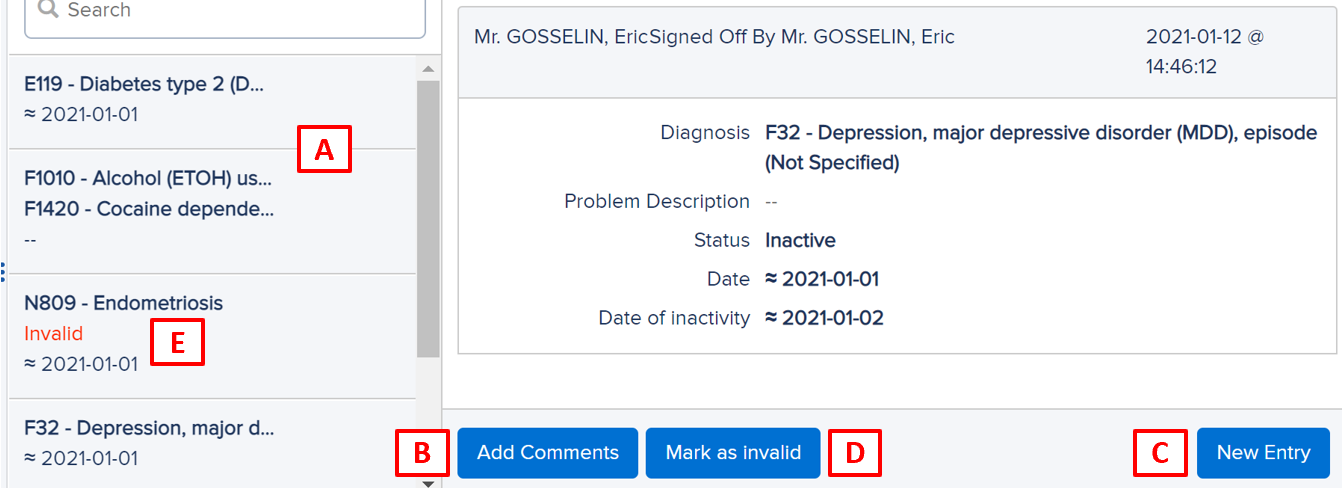 Search
E119 - Diabetes type 2 (D...
≈ 2021-01-01
A
F1010 - Alcohol (ETOH) us...
F1420 - Cocaine depende...
--
N809 - Endometriosis
Invalid
E
≈ 2021-01-01
F32 - Depression, major d...
≈ 2021-01-01
Mr. GOSSELIN, EricSigned Off By Mr. GOSSELIN, Eric
2021-01-12 @
14:46:12
Diagnosis F32 - Depression, major depressive disorder (MDD), episode
(Not Specified)
Problem Description --
Status Inactive
Date ≈ 2021-01-01
Date of inactivity ≈ 2021-01-02
B Add Comments Mark as invalid D C New Entry